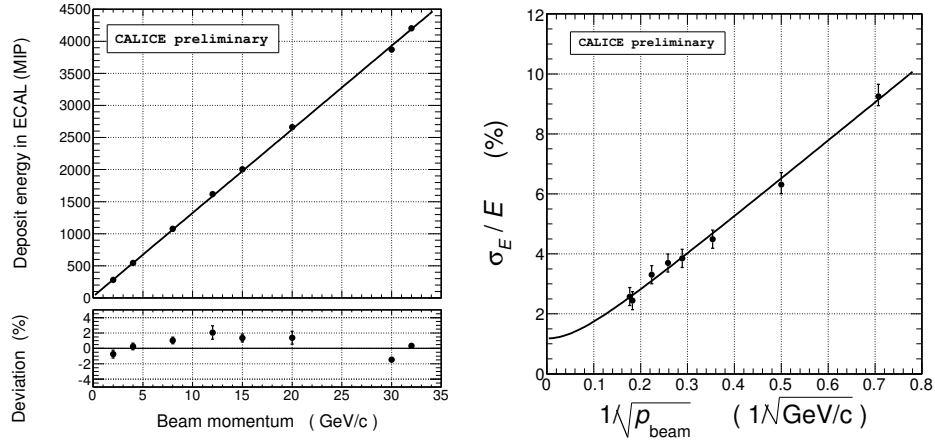 4500
4000
3500
3000
2500
2000
1500
1000
500
0
Deposit energy in ECAL (MIP)
CALICE preliminary
4
2
0
-2
-4
Deviation (%)
0 5 10 15 20 25 30 35
Beam momentum ( GeV/c )
12
10
8
6
4
2
0
σ_E / E (%)
CALICE preliminary
0 0.1 0.2 0.3 0.4 0.5 0.6 0.7 0.8
1/√p_beam ( 1/√GeV/c )